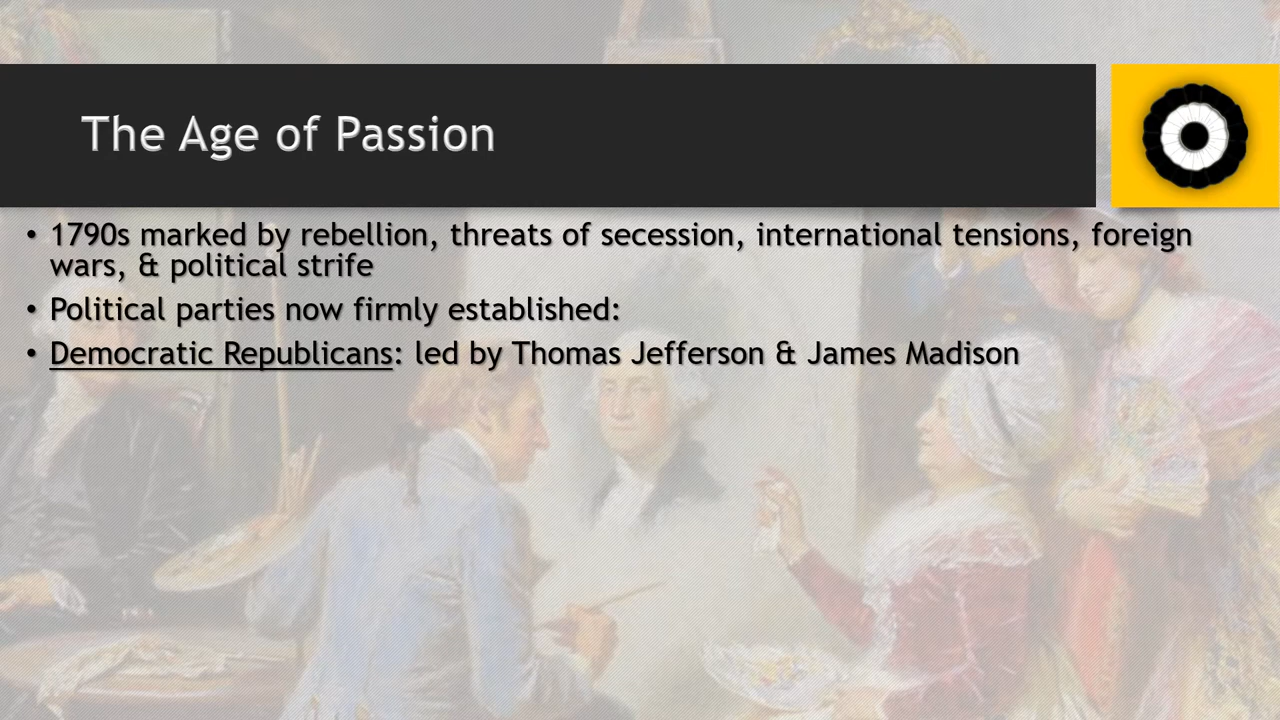 The Age of Passion
• 1790s marked by rebellion, threats of secession, international tensions, foreign
wars, & political strife
• Political parties now firmly established:
• Democratic Republicans: led by Thomas Jefferson & James Madison